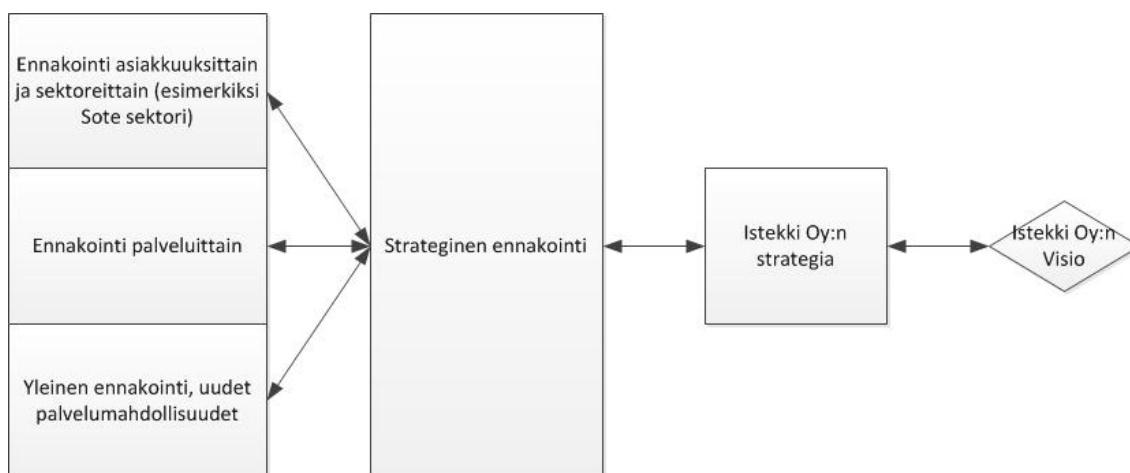 Ennakointi asiakkuuksittain
ja sektoreittain (esimerkiksi
Sote sektori)
Ennakointi palveluittain
Yleinen ennakointi, uudet
palvelumahdollisuudet
Strateginen ennakointi
Istekki Oy:n
strategia
Istekki Oy:n
Visio